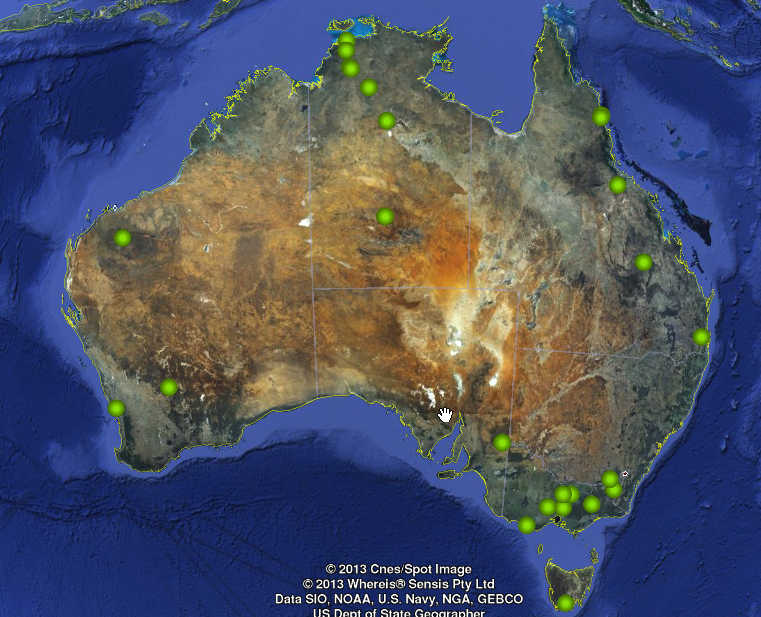 © 2013 Cnes/Spot Image
© 2013 Whereis® Sensis Pty Ltd
Data SIO, NOAA, U.S. Navy, NGA, GEBCO
US Dept of State Geographer